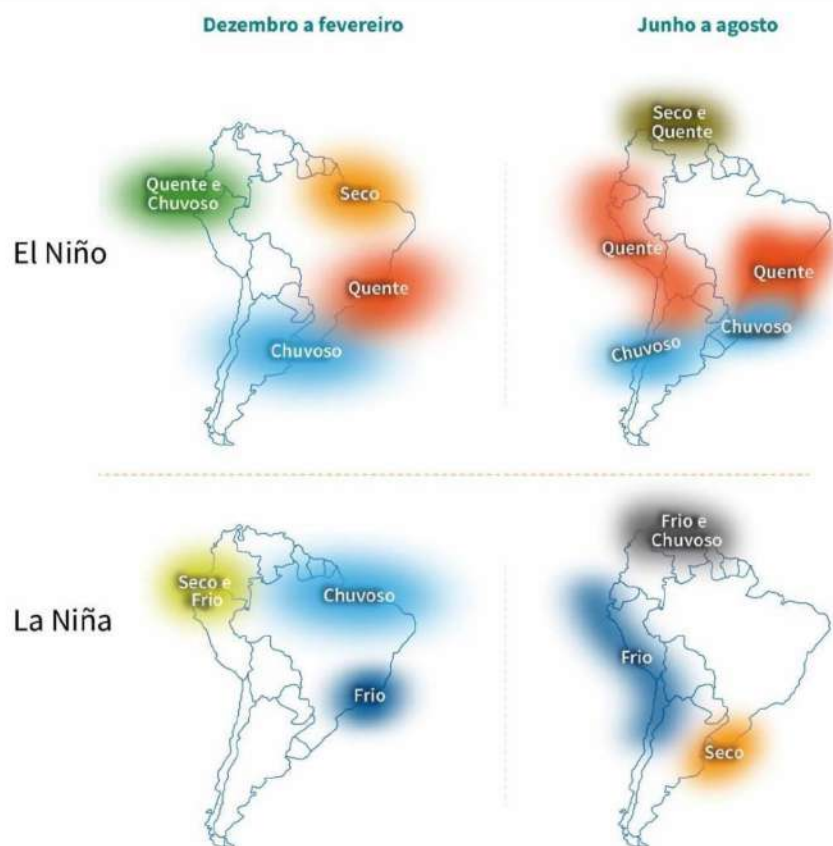 Dezembro a fevereiro
Junho a agosto
El Niño
Quente e
Chuvoso
Seco
Quente
Chuvoso
Seco e
Quente
Quente
Quente
Chuvoso
Chuvoso
La Niña
Seco e
Frio
Chuvoso
Frio
Frio e
Chuvoso
Frio
Seco